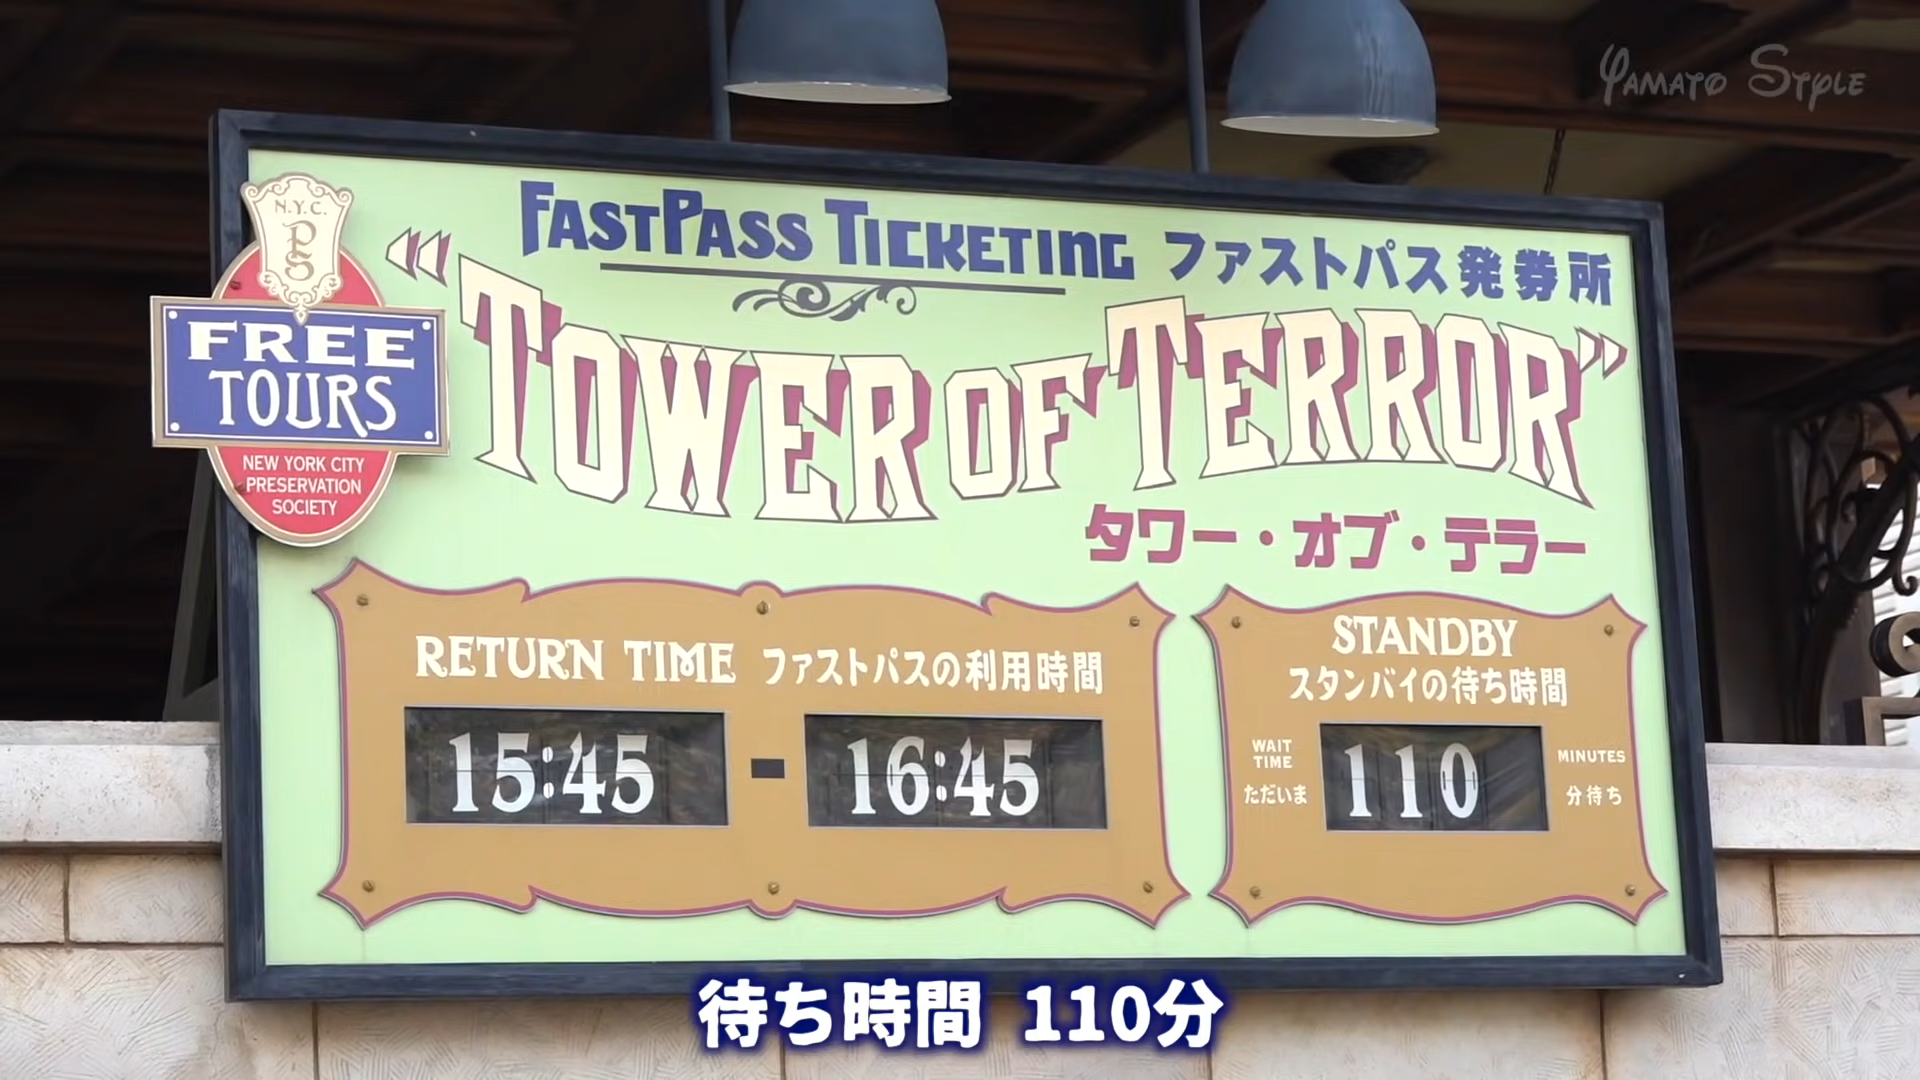 Yamato Style
FASTPASS TICKETING ファストパス発券所
"TOWER OF TERROR"
タワー・オブ・テラー
N.Y.C.
PS
FREE
TOURS
NEW YORK CITY
PRESERVATION
SOCIETY
RETURN TIME ファストパスの利用時間
15:45 - 16:45
STANDBY
スタンバイの待ち時間
WAIT
TIME
ただいま
110
MINUTES
分待ち
待ち時間 110分